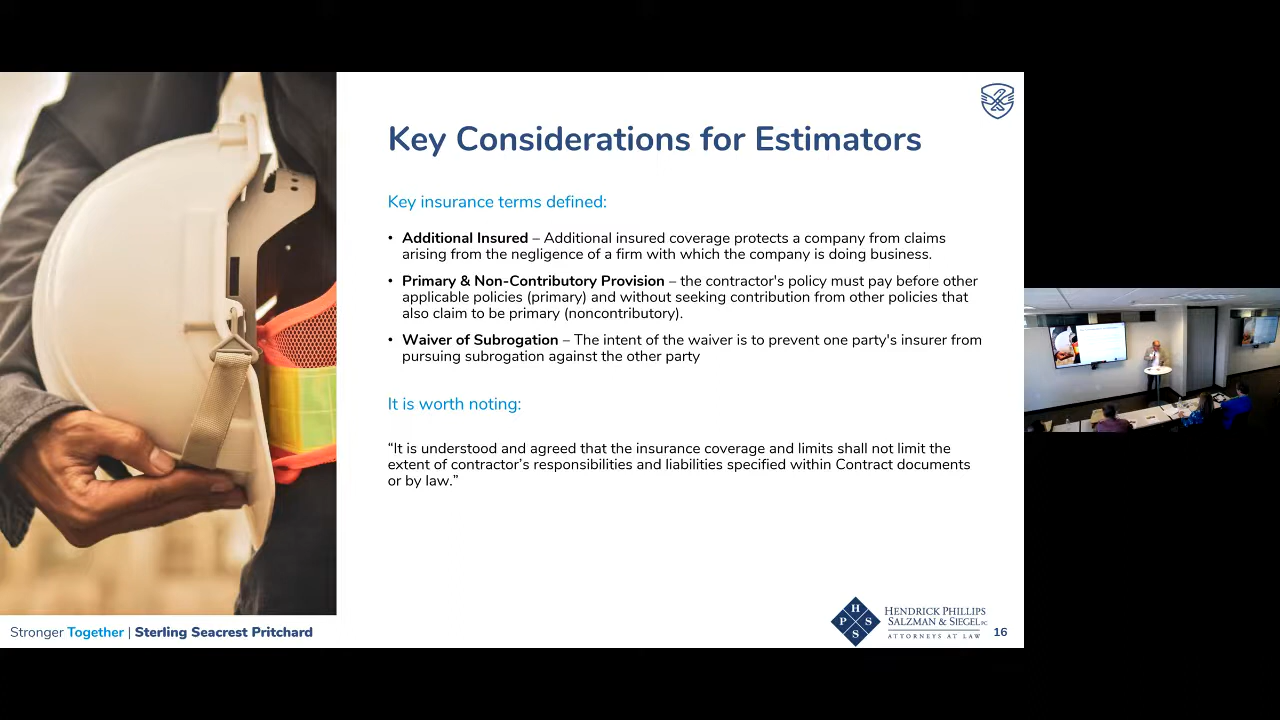 Key Considerations for Estimators
Key insurance terms defined:
• Additional Insured – Additional insured coverage protects a company from claims
arising from the negligence of a firm with which the company is doing business.
• Primary & Non-Contributory Provision – the contractor's policy must pay before other
applicable policies (primary) and without seeking contribution from other policies that
also claim to be primary (noncontributory).
• Waiver of Subrogation – The intent of the waiver is to prevent one party's insurer from
pursuing subrogation against the other party
It is worth noting:
“It is understood and agreed that the insurance coverage and limits shall not limit the
extent of contractor’s responsibilities and liabilities specified within Contract documents
or by law.”
Stronger Together | Sterling Seacrest Pritchard
H
P S
S
HENDRICK PHILLIPS
SALZMAN & SIEGEL PC
ATTORNEYS AT LAW
16